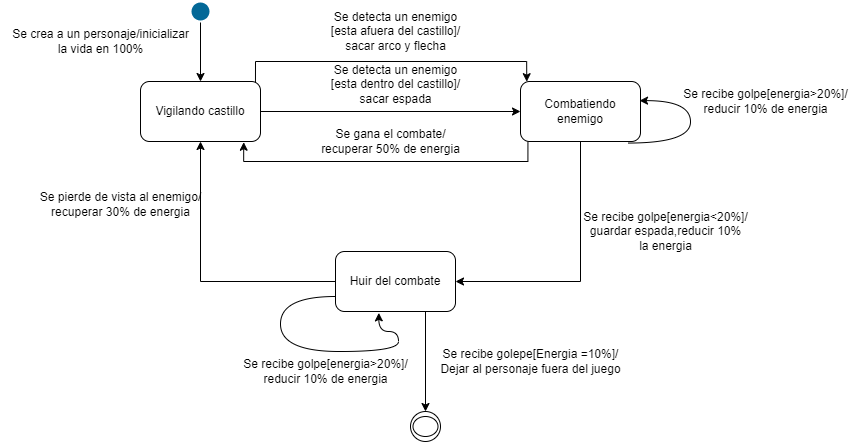 Se crea a un personaje/inicializar
la vida en 100%
Se detecta un enemigo
[esta afuera del castillo]/
sacar arco y flecha
Se detecta un enemigo
[esta dentro del castillo]/
sacar espada
Vigilando castillo
Combatiendo
enemigo
Se recibe golpe[energia>20%]/
reducir 10% de energia
Se gana el combate/
recuperar 50% de energia
Se pierde de vista al enemigo/
recuperar 30% de energia
Se recibe golpe[energia<20%]/
guardar espada,reducir 10%
la energia
Huir del combate
Se recibe golpe[energia>20%]/
reducir 10% de energia
Se recibe golepe[Energia =10%]/
Dejar al personaje fuera del juego